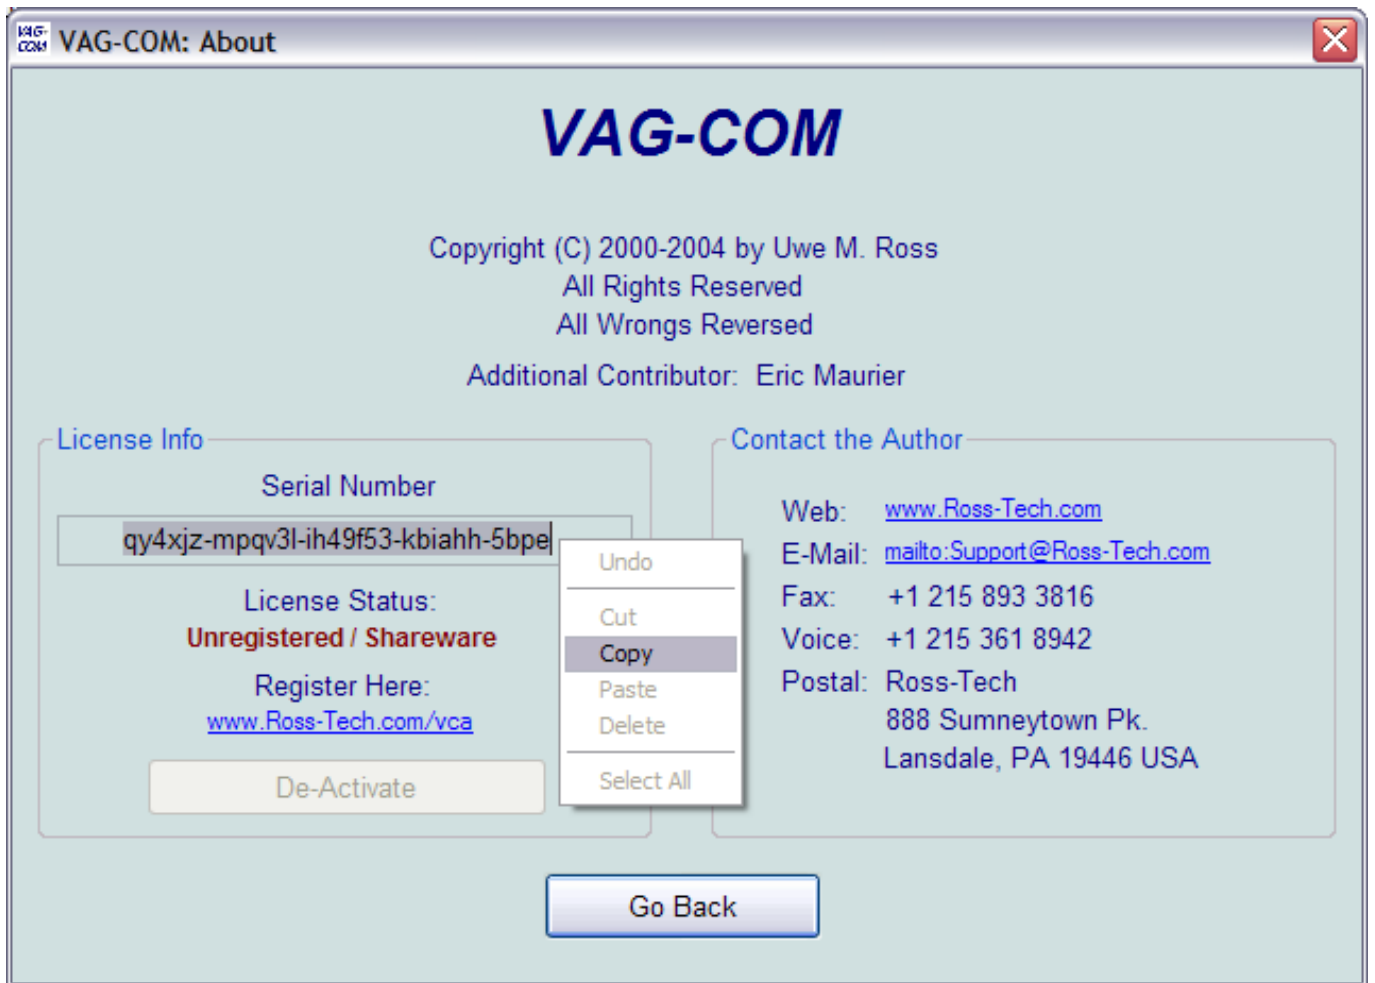 VAG-COM
VAG-COM: About
VAG-COM
Copyright (C) 2000-2004 by Uwe M. Ross
All Rights Reserved
All Wrongs Reversed
Additional Contributor: Eric Maurier
License Info
Serial Number
qy4xjz-mpqv3l-ih49f53-kbiahh-5bpe
License Status:
Unregistered / Shareware
Register Here:
www.Ross-Tech.com/vca
De-Activate
Undo
Cut
Copy
Paste
Delete
Select All
Contact the Author
Web: www.Ross-Tech.com
E-Mail: mailto:Support@Ross-Tech.com
Fax: +1 215 893 3816
Voice: +1 215 361 8942
Postal: Ross-Tech
888 Sumneytown Pk.
Lansdale, PA 19446 USA
Go Back